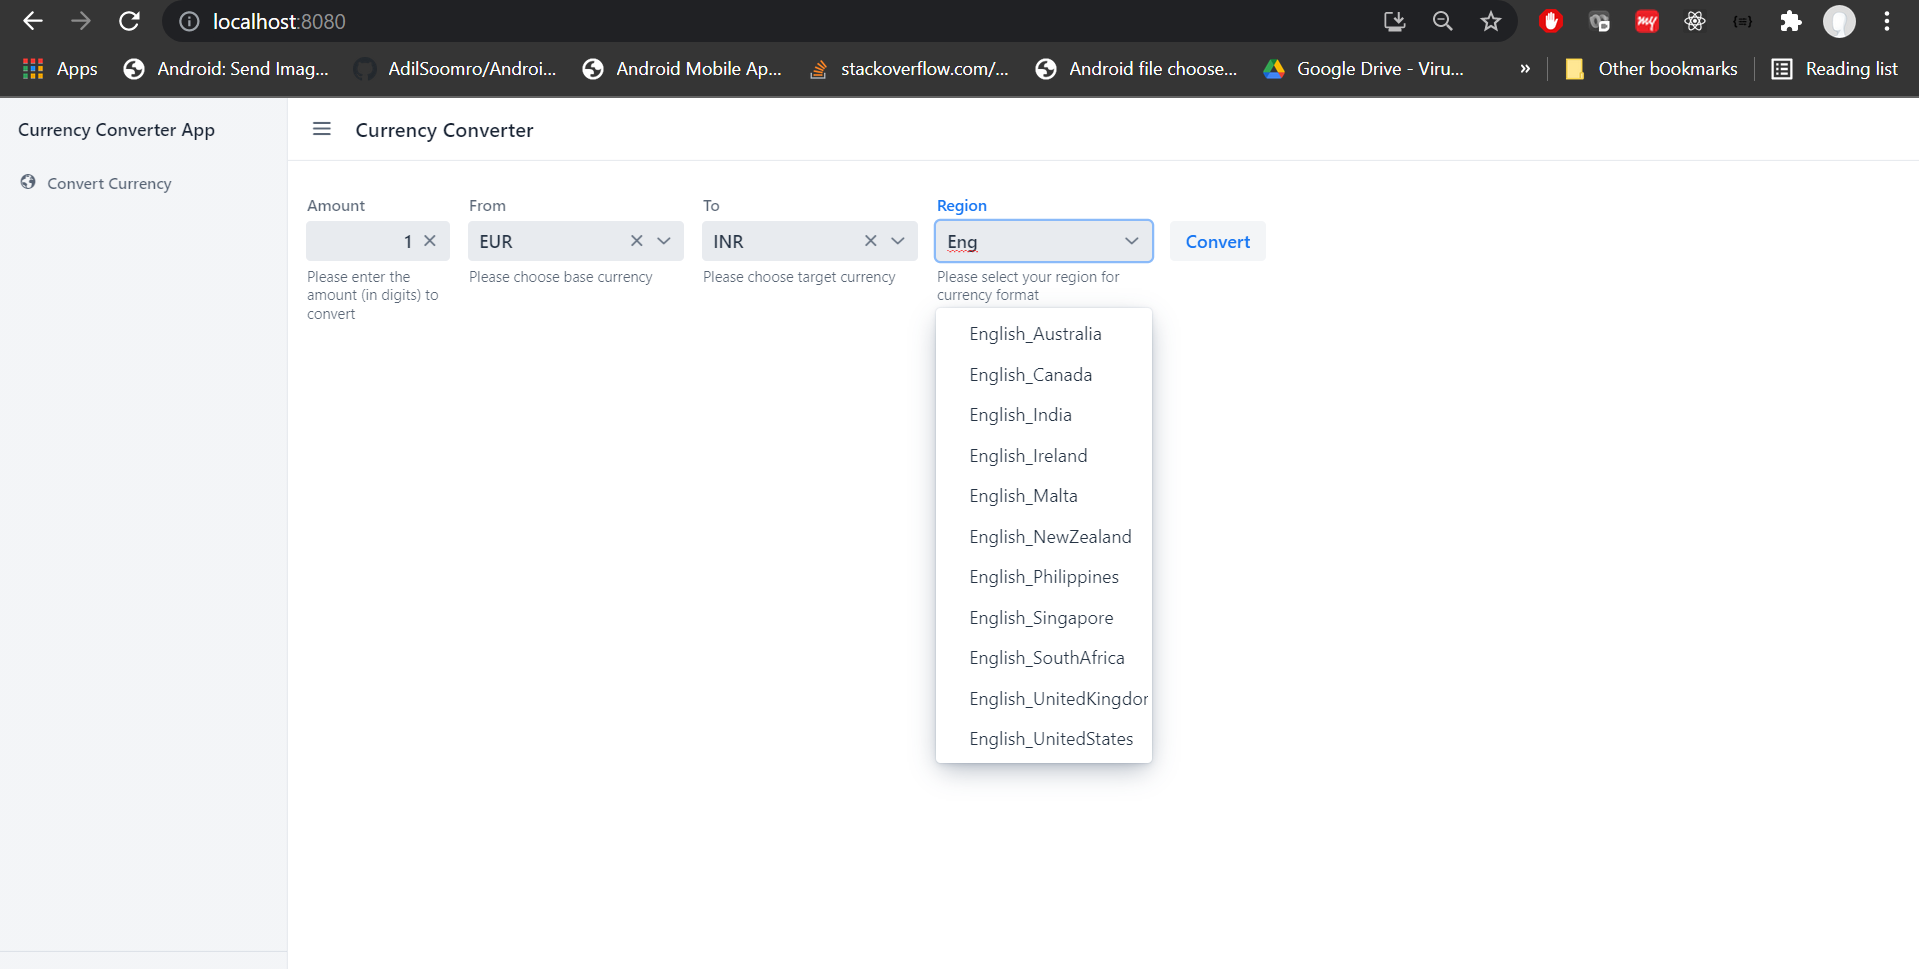 localhost:8080
Apps
Android: Send Imag...
AdilSoomro/Androi...
Android Mobile Ap...
stackoverflow.com/...
Android file choose...
Google Drive - Viru...
»
Other bookmarks
Reading list
Currency Converter App
Convert Currency
Currency Converter
Amount
1
Please enter the
amount (in digits) to
convert
From
EUR
Please choose base currency
To
INR
Please choose target currency
Region
Eng
Please select your region for
currency format
Convert
English_Australia
English_Canada
English_India
English_Ireland
English_Malta
English_NewZealand
English_Philippines
English_Singapore
English_SouthAfrica
English_UnitedKingdor
English_UnitedStates